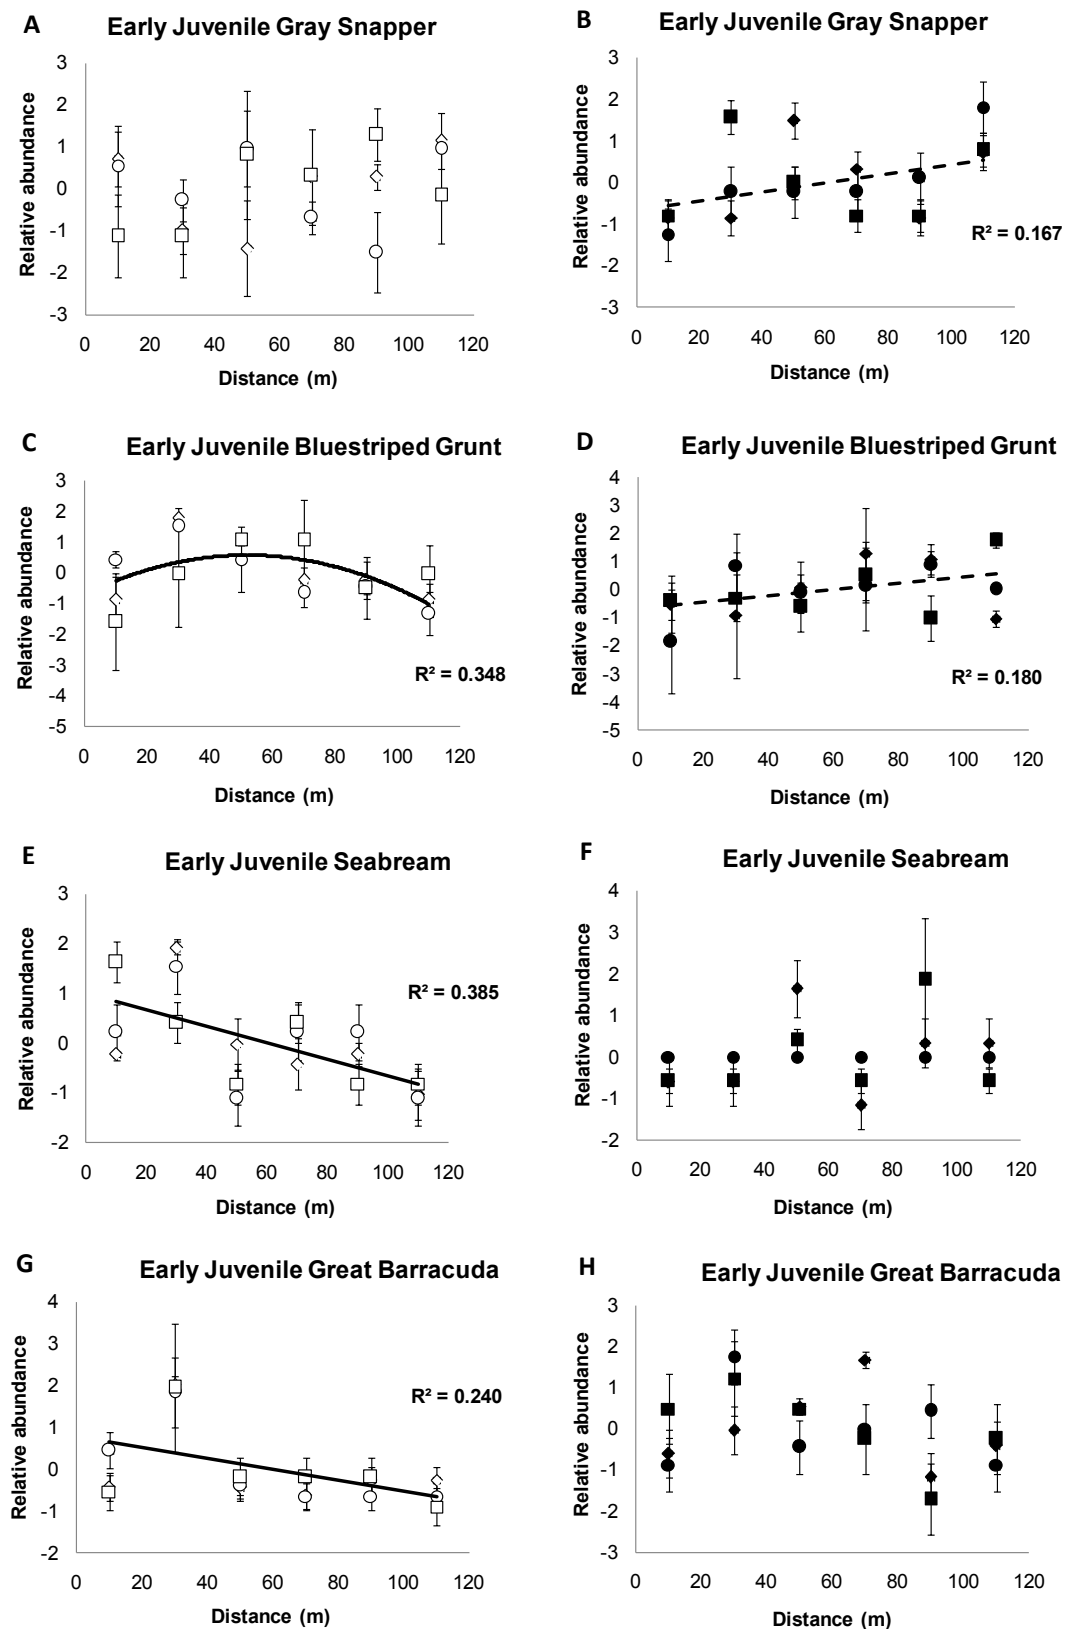 A
Early Juvenile Gray Snapper
3
2
1
0
-1
-2
-3
Relative abundance
0 20 40 60 80 100 120
Distance (m)
B
Early Juvenile Gray Snapper
3
2
1
0
-1
-2
-3
Relative abundance
R² = 0.167
0 20 40 60 80 100 120
Distance (m)
C
Early Juvenile Bluestriped Grunt
3
2
1
0
-1
-2
-3
-4
-5
Relative abundance
R² = 0.348
0 20 40 60 80 100 120
Distance (m)
D
Early Juvenile Bluestriped Grunt
4
3
2
1
0
-1
-2
-3
-4
-5
Relative abundance
R² = 0.180
0 20 40 60 80 100 120
Distance (m)
E
Early Juvenile Seabream
3
2
1
0
-1
-2
Relative abundance
R² = 0.385
0 20 40 60 80 100 120
Distance (m)
F
Early Juvenile Seabream
4
3
2
1
0
-1
-2
Relative abundance
0 20 40 60 80 100 120
Distance (m)
G
Early Juvenile Great Barracuda
4
3
2
1
0
-1
-2
Relative abundance
R² = 0.240
0 20 40 60 80 100 120
Distance (m)
H
Early Juvenile Great Barracuda
3
2
1
0
-1
-2
-3
Relative abundance
0 20 40 60 80 100 120
Distance (m)